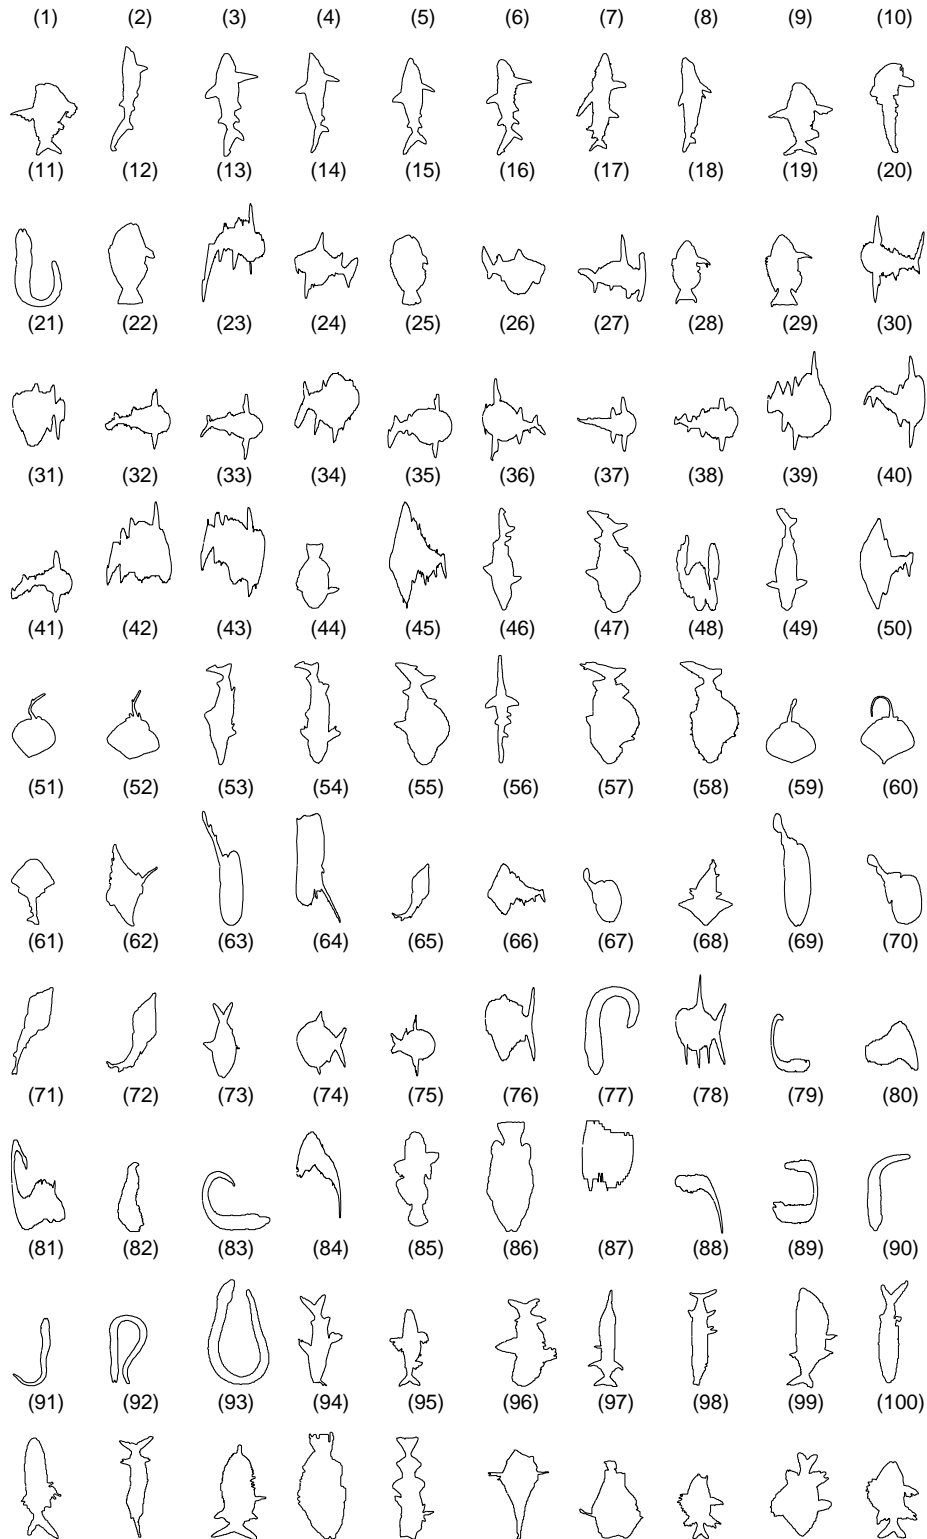 (1) (2) (3) (4) (5) (6) (7) (8) (9) (10)
(11) (12) (13) (14) (15) (16) (17) (18) (19) (20)
(21) (22) (23) (24) (25) (26) (27) (28) (29) (30)
(31) (32) (33) (34) (35) (36) (37) (38) (39) (40)
(41) (42) (43) (44) (45) (46) (47) (48) (49) (50)
(51) (52) (53) (54) (55) (56) (57) (58) (59) (60)
(61) (62) (63) (64) (65) (66) (67) (68) (69) (70)
(71) (72) (73) (74) (75) (76) (77) (78) (79) (80)
(81) (82) (83) (84) (85) (86) (87) (88) (89) (90)
(91) (92) (93) (94) (95) (96) (97) (98) (99) (100)